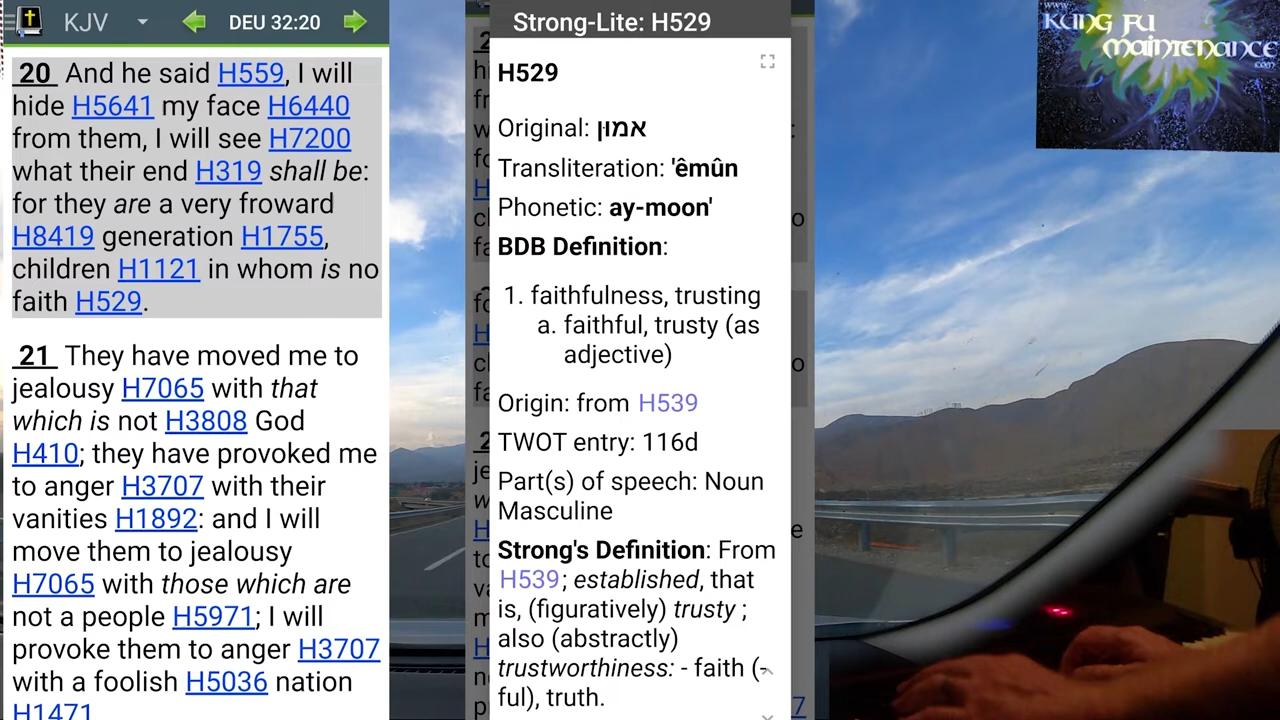 KJV
DEU 32:20
20 And he said H559, I will
hide H5641 my face H6440
from them, I will see H7200
what their end H319 shall be:
for they are a very froward
H8419 generation H1755,
children H1121 in whom is no
faith H529.
21 They have moved me to
jealousy H7065 with that
which is not H3808 God
H410; they have provoked me
to anger H3707 with their
vanities H1892: and I will
move them to jealousy
H7065 with those which are
not a people H5971; I will
provoke them to anger H3707
with a foolish H5036 nation
H1471
Strong-Lite: H529
H529
Original: אמוּן
Transliteration: 'êmûn
Phonetic: ay-moon'
BDB Definition:
1. faithfulness, trusting
a. faithful, trusty (as
adjective)
Origin: from H539
TWOT entry: 116d
Part(s) of speech: Noun
Masculine
Strong's Definition: From
H539; established, that
is, (figuratively) trusty ;
also (abstractly)
trustworthiness: - faith (-
ful), truth.
www
KUNG FU
maintenance
.com